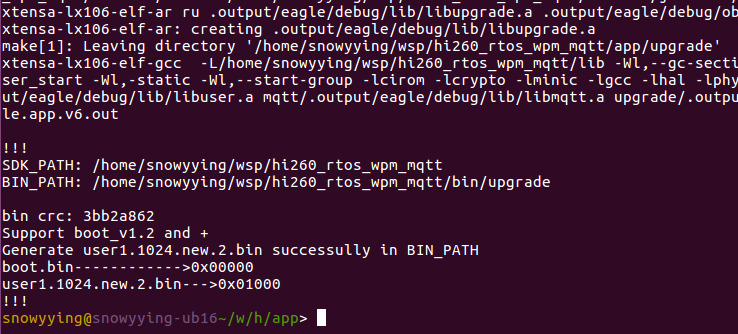 xtensa-lx106-elf-ar ru .output/eagle/debug/lib/libupgrade.a .output/eagle/debug/ob
xtensa-lx106-elf-ar: creating .output/eagle/debug/lib/libupgrade.a
make[1]: Leaving directory '/home/snowyying/wsp/hi260_rtos_wpm_mqtt/app/upgrade'
xtensa-lx106-elf-gcc  -L/home/snowyying/wsp/hi260_rtos_wpm_mqtt/lib -Wl,--gc-secti
ser_start -Wl,-static -Wl,--start-group -lcirom -lcrypto -lminic -lgcc -lhal -lphy
ut/eagle/debug/lib/libuser.a mqtt/.output/eagle/debug/lib/libmqtt.a upgrade/.outpu
le.app.v6.out
!!!
SDK_PATH: /home/snowyying/wsp/hi260_rtos_wpm_mqtt
BIN_PATH: /home/snowyying/wsp/hi260_rtos_wpm_mqtt/bin/upgrade
bin crc: 3bb2a862
Support boot_v1.2 and +
Generate user1.1024.new.2.bin successully in BIN_PATH
boot.bin------------>0x00000
user1.1024.new.2.bin--->0x01000
!!!
snowyying@snowyying-ub16~/w/h/app>